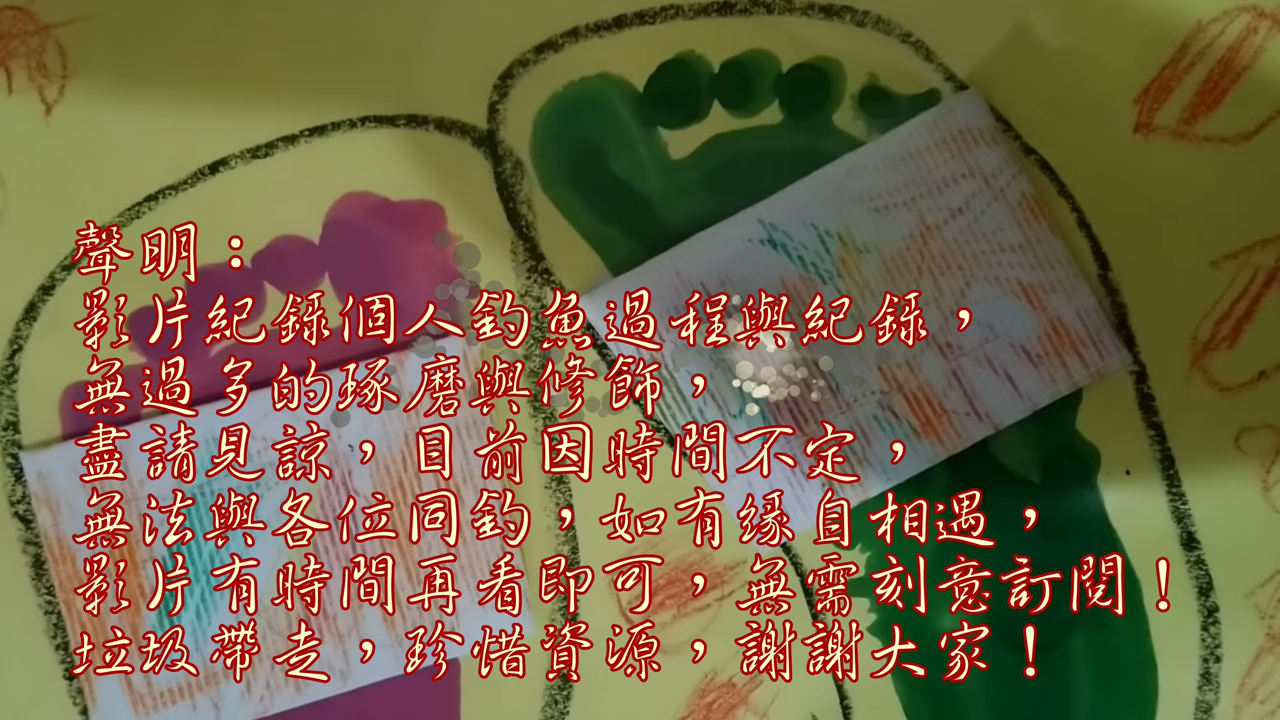 聲明：
影片紀錄個人釣魚過程與紀錄，
無過多的琢磨與修飾，
盡請見諒，目前因時間不定，
無法與各位同釣，如有緣自相遇，
影片有時間再看即可，無需刻意訂閱！
垃圾帶走，珍惜資源，謝謝大家！